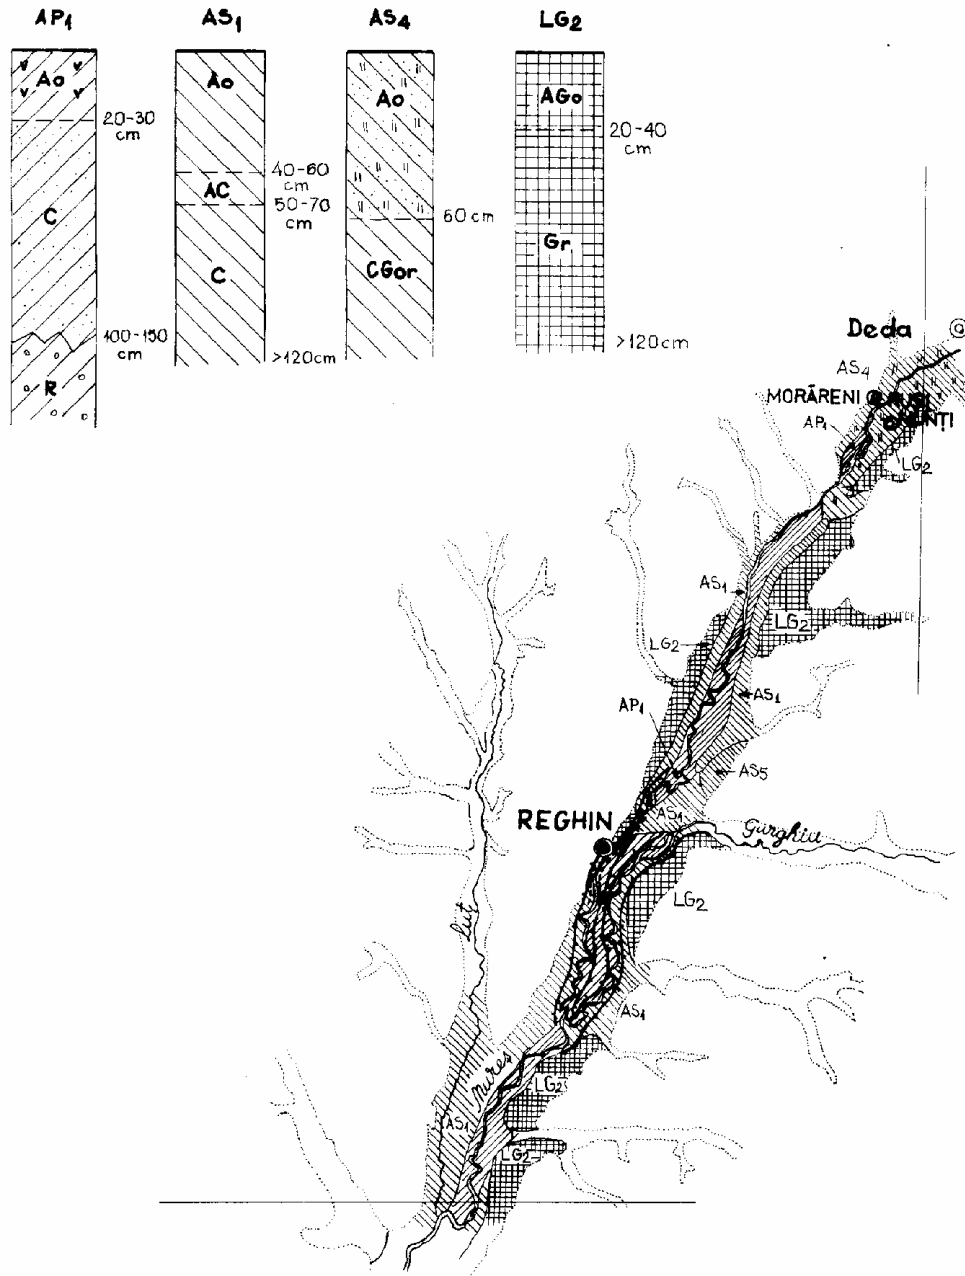 AP1
AS1
AS4
LG2
Ao
20-30
cm
C
100-150
cm
R
Ao
40-60
cm
AC
50-70
cm
C
>120cm
Ao
60 cm
CGor
AGo
20-40
cm
Gr
>120cm
Deda
AS4
MORĂRENI
AP1
LG2
AS1
LG2
LG2
AP1
AS1
AS5
REGHIN
AS1
Gurghiu
LG2
Luț
AS1
Mureș
LG2
AS1
LG2